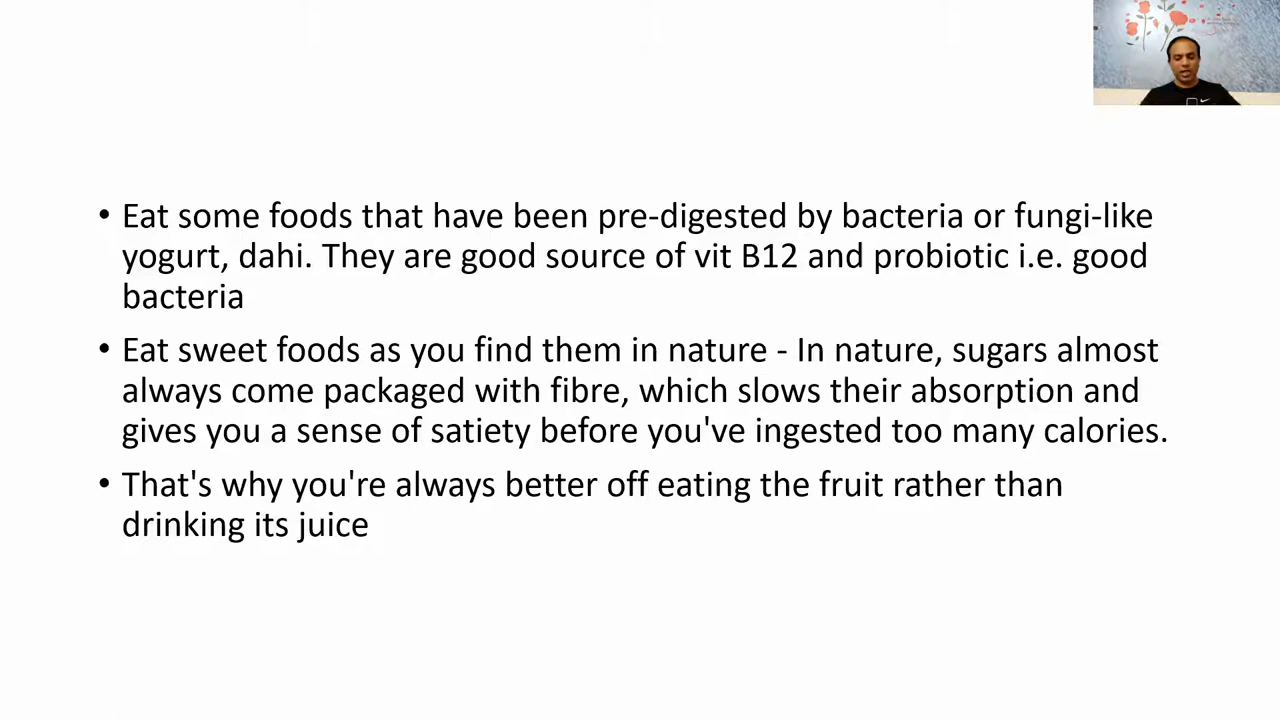 • Eat some foods that have been pre-digested by bacteria or fungi-like
yogurt, dahi. They are good source of vit B12 and probiotic i.e. good
bacteria
• Eat sweet foods as you find them in nature - In nature, sugars almost
always come packaged with fibre, which slows their absorption and
gives you a sense of satiety before you've ingested too many calories.
• That's why you're always better off eating the fruit rather than
drinking its juice